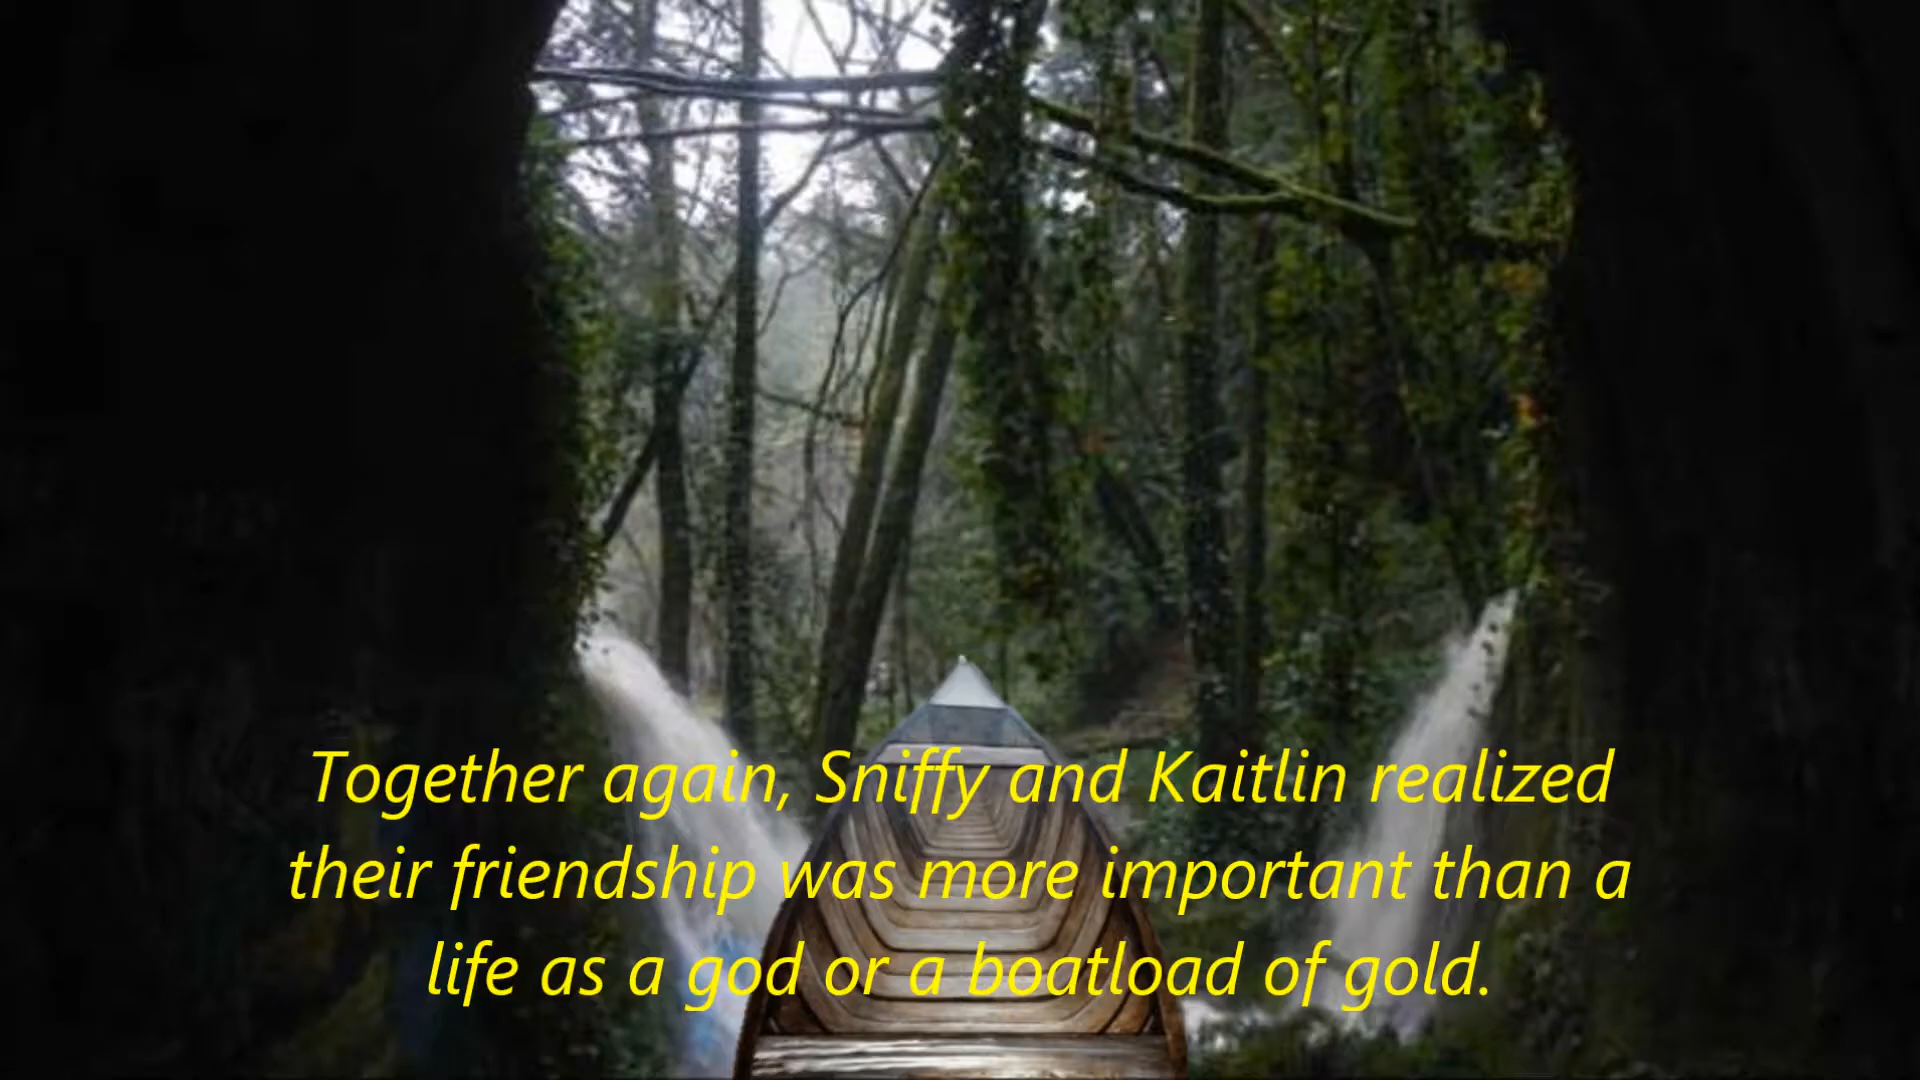 Together again, Sniffy and Kaitlin realized
their friendship was more important than a
life as a god or a boatload of gold.